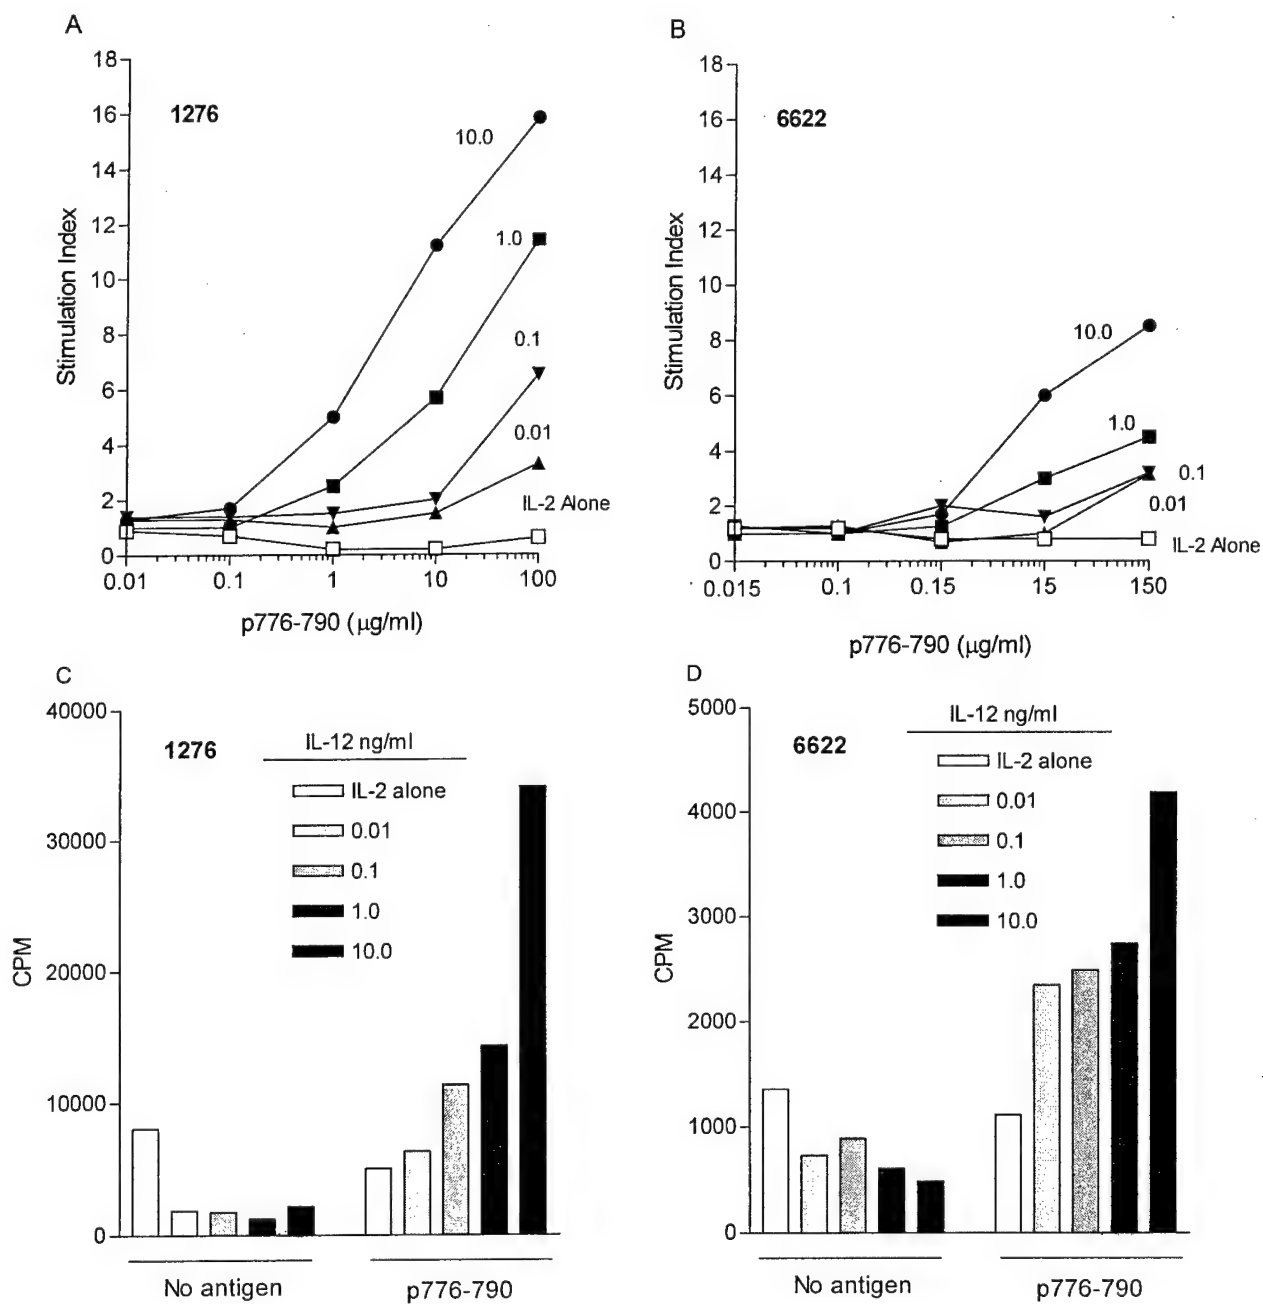 A
18
16
14
12
10
8
6
4
2
0
Stimulation Index
1276
10.0
1.0
0.1
0.01
IL-2 Alone
0.01 0.1 1 10 100
p776-790 (μg/ml)
B
18
16
14
12
10
8
6
4
2
0
Stimulation Index
6622
10.0
1.0
0.1
0.01
IL-2 Alone
0.015 0.1 0.15 15 150
p776-790 (μg/ml)
C
40000
30000
20000
10000
0
CPM
1276
IL-12 ng/ml
IL-2 alone
0.01
0.1
1.0
10.0
No antigen p776-790
D
5000
4000
3000
2000
1000
0
CPM
6622
IL-12 ng/ml
IL-2 alone
0.01
0.1
1.0
10.0
No antigen p776-790